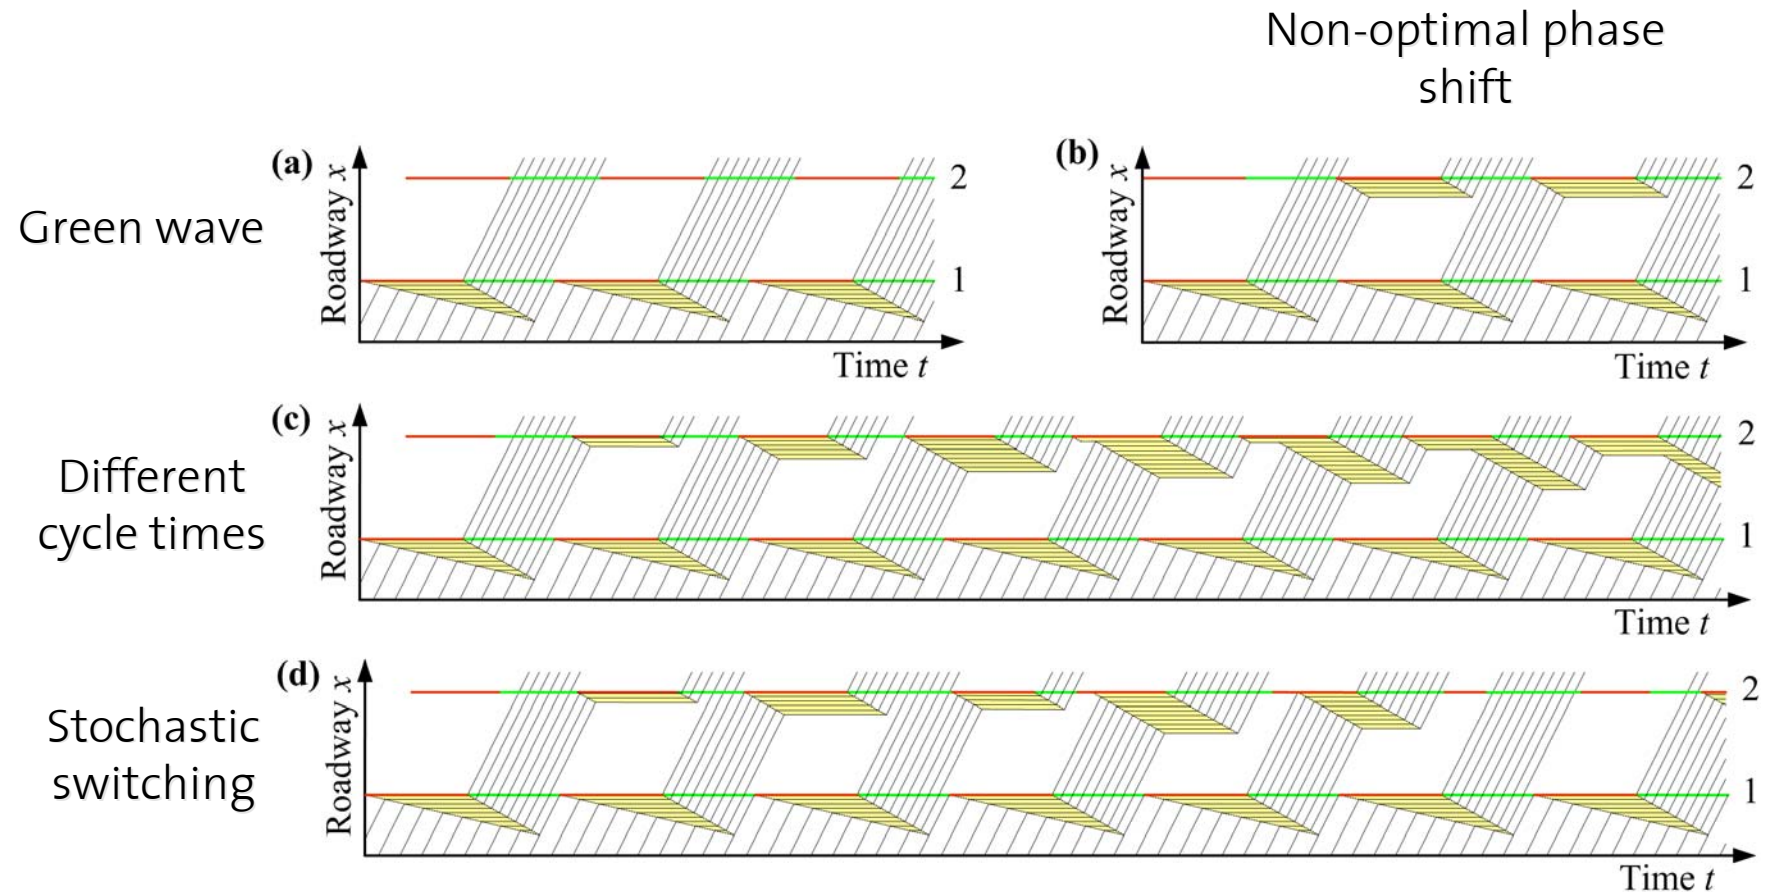 Non-optimal phase
shift
Green wave
(a)
Roadway x
2
1
Time t
(b)
Roadway x
2
1
Time t
Different
cycle times
(c)
Roadway x
2
1
Time t
Stochastic
switching
(d)
Roadway x
2
1
Time t